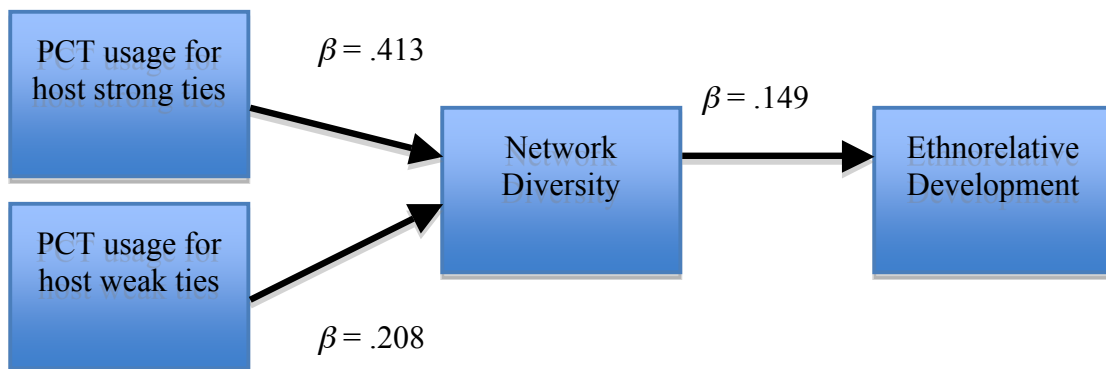 PCT usage for
host strong ties
β = .413
PCT usage for
host weak ties
β = .208
Network
Diversity
β = .149
Ethnorelative
Development